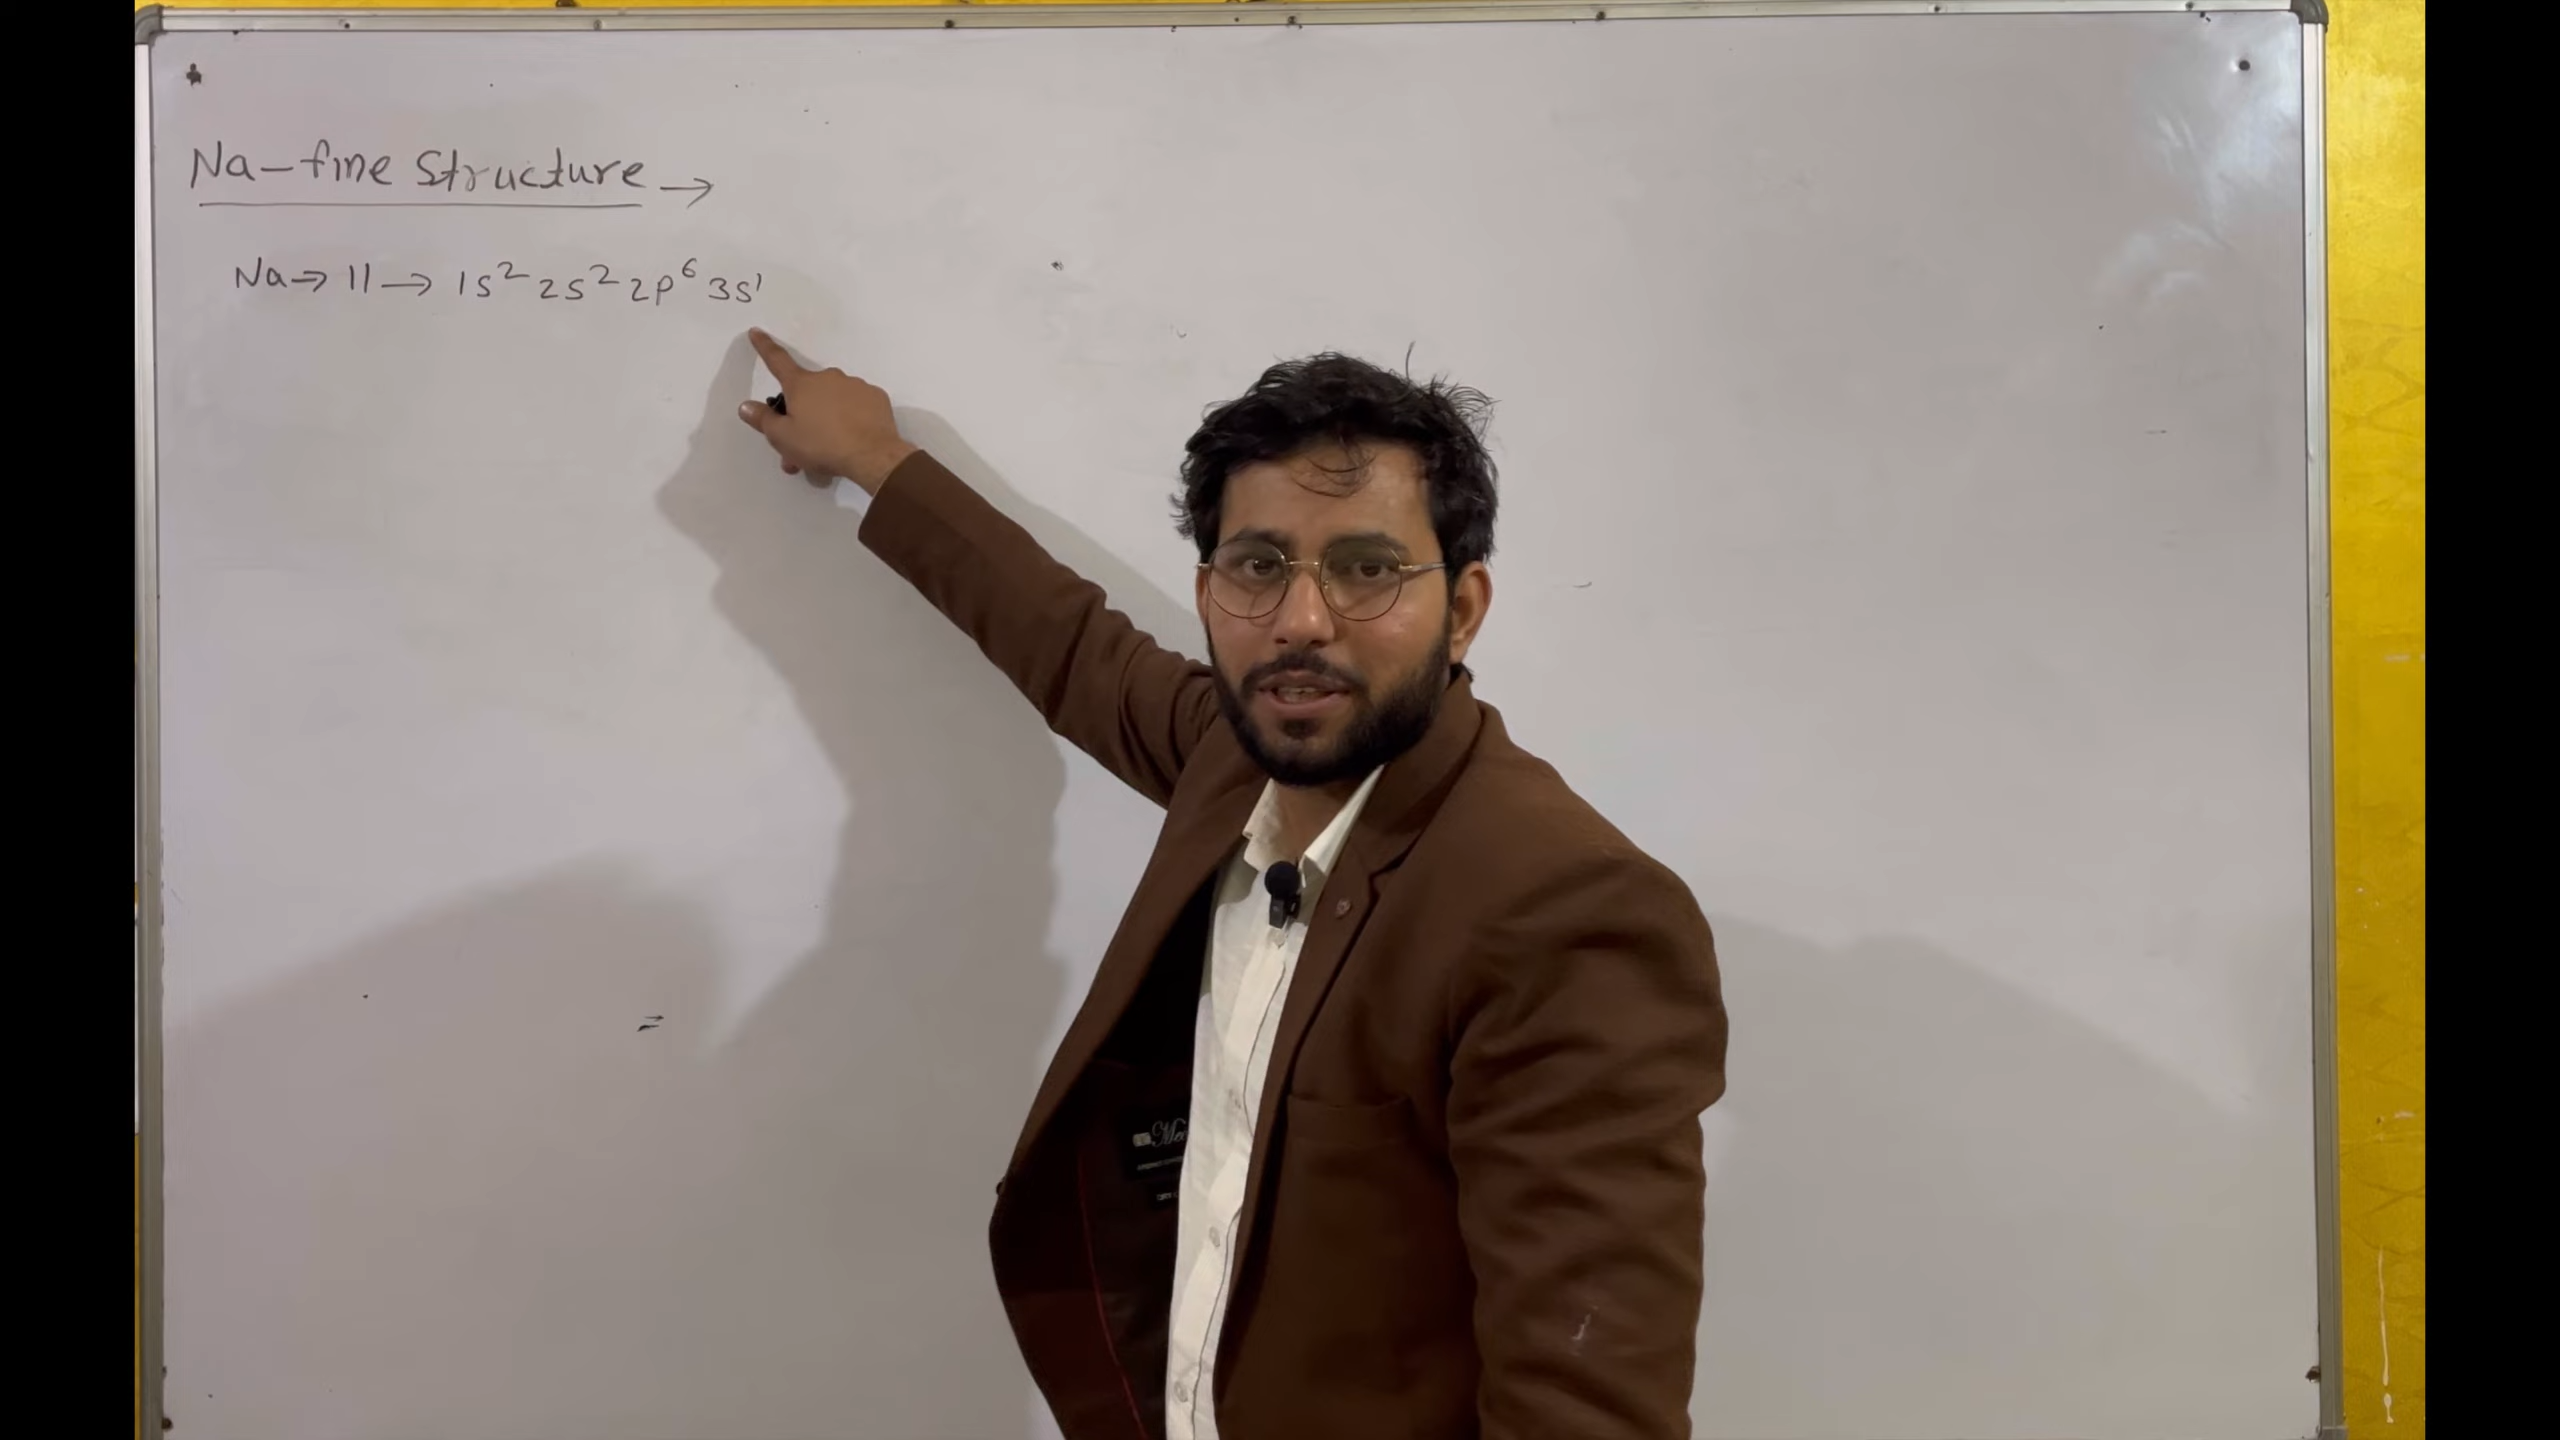 Na-fine Structure →
Na → 11 → 1s² 2s² 2p⁶ 3s¹
=